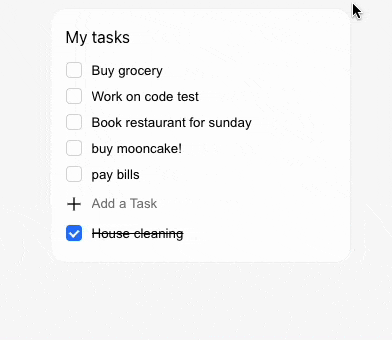 My tasks
Buy grocery
Work on code test
Book restaurant for sunday
buy mooncake!
pay bills
Add a Task
House cleaning